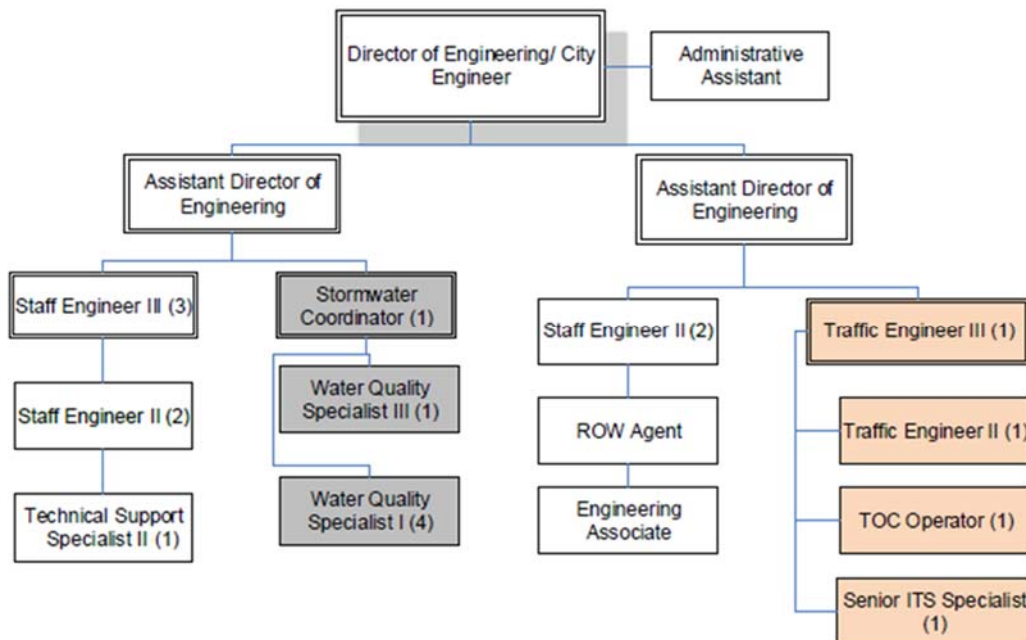 Director of Engineering/ City
Engineer
Administrative
Assistant
Assistant Director of
Engineering
Assistant Director of
Engineering
Staff Engineer III (3)
Stormwater
Coordinator (1)
Staff Engineer II (2)
Traffic Engineer III (1)
Water Quality
Specialist III (1)
Staff Engineer II (2)
ROW Agent
Traffic Engineer II (1)
Technical Support
Specialist II (1)
Water Quality
Specialist I (4)
Engineering
Associate
TOC Operator (1)
Senior ITS Specialist
(1)